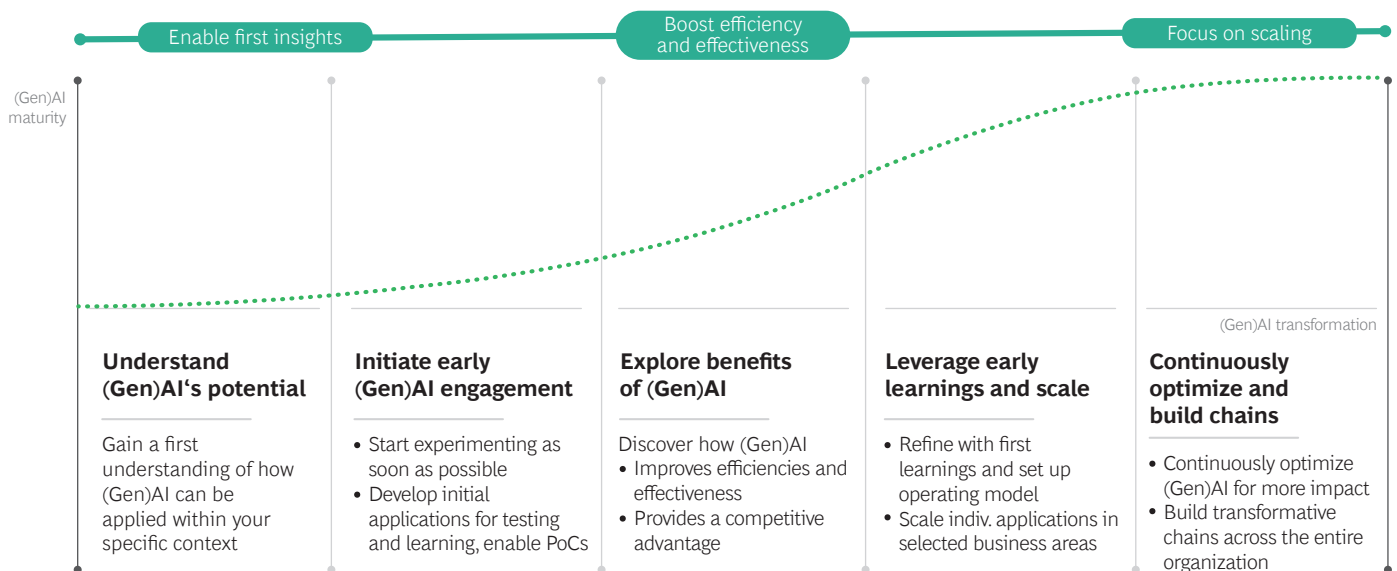 Enable first insights
Boost efficiency
and effectiveness
Focus on scaling
(Gen)AI
maturity
(Gen)AI transformation
Understand
(Gen)AI‘s potential
Gain a first
understanding of how
(Gen)AI can be
applied within your
specific context
Initiate early
(Gen)AI engagement
• Start experimenting as
soon as possible
• Develop initial
applications for testing
and learning, enable PoCs
Explore benefits
of (Gen)AI
Discover how (Gen)AI
• Improves efficiencies and
effectiveness
• Provides a competitive
advantage
Leverage early
learnings and scale
• Refine with first
learnings and set up
operating model
• Scale indiv. applications in
selected business areas
Continuously
optimize and
build chains
• Continuously optimize
(Gen)AI for more impact
• Build transformative
chains across the entire
organization